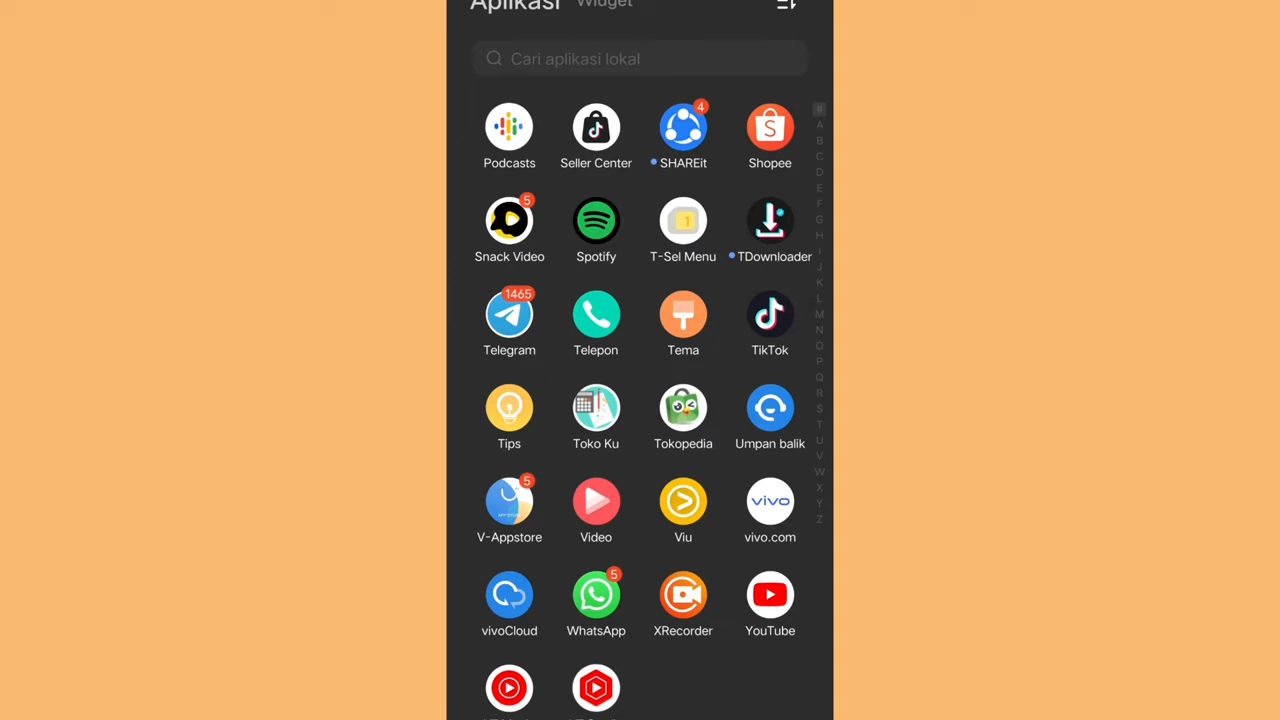 Aplikasi Widget
Cari aplikasi lokal
4
Podcasts Seller Center SHAREit Shopee
5
1
Snack Video Spotify T-Sel Menu TDownloader
1465
Telegram Telepon Tema TikTok
Tips Toko Ku Tokopedia Umpan balik
5
vivo
V-Appstore Video Viu vivo.com
5
vivoCloud WhatsApp XRecorder YouTube
#
A
B
C
D
E
F
G
H
I
J
K
L
M
N
O
P
Q
R
S
T
U
V
W
X
Y
Z